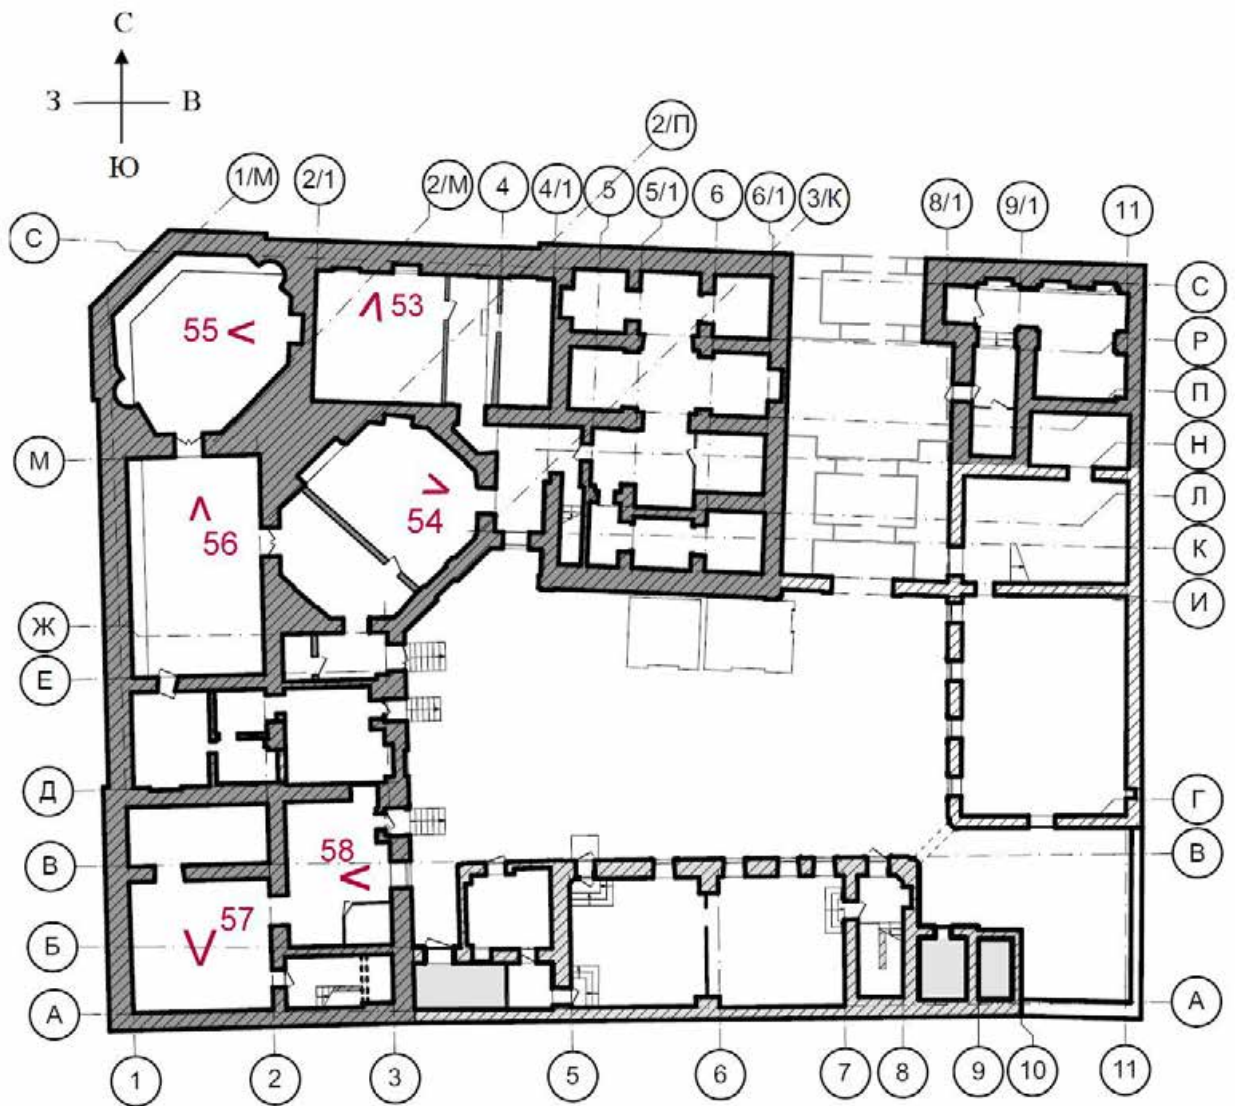 С
З В
Ю
2/П
1/М 2/1 2/М 4 4/1 5 5/1 6 6/1 3/К 8/1 9/1 11
С
С
53
55
Р
П
М
Н
Л
54
56
К
И
Ж
Е
Д
Г
58
В
В
57
Б
А
А
1 2 3 5 6 7 8 9 10 11